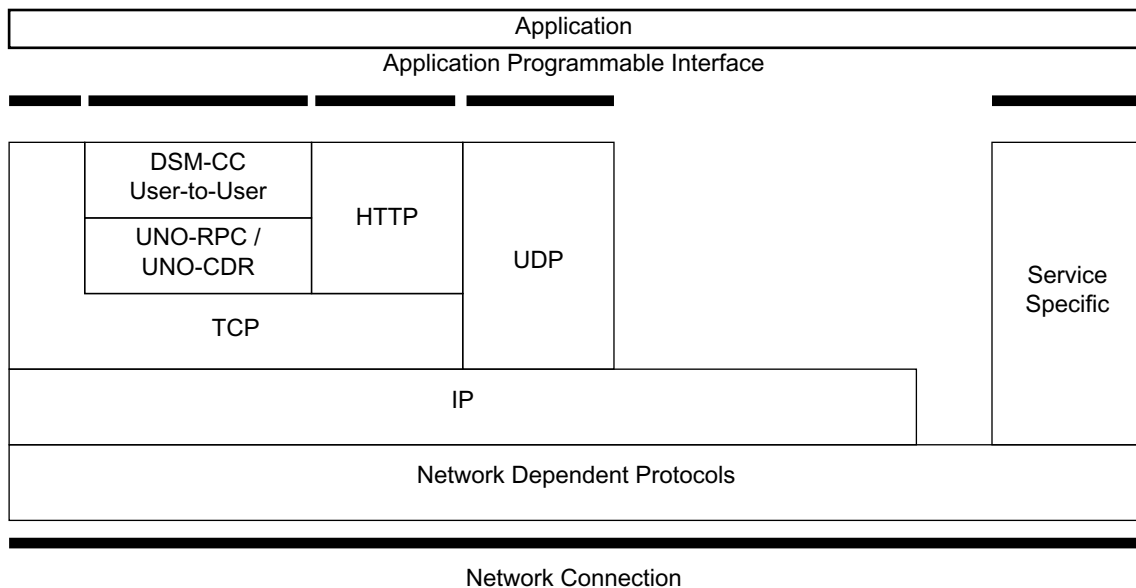 Application
Application Programmable Interface
DSM-CC
User-to-User
UNO-RPC /
UNO-CDR
HTTP
UDP
Service
Specific
TCP
IP
Network Dependent Protocols
Network Connection